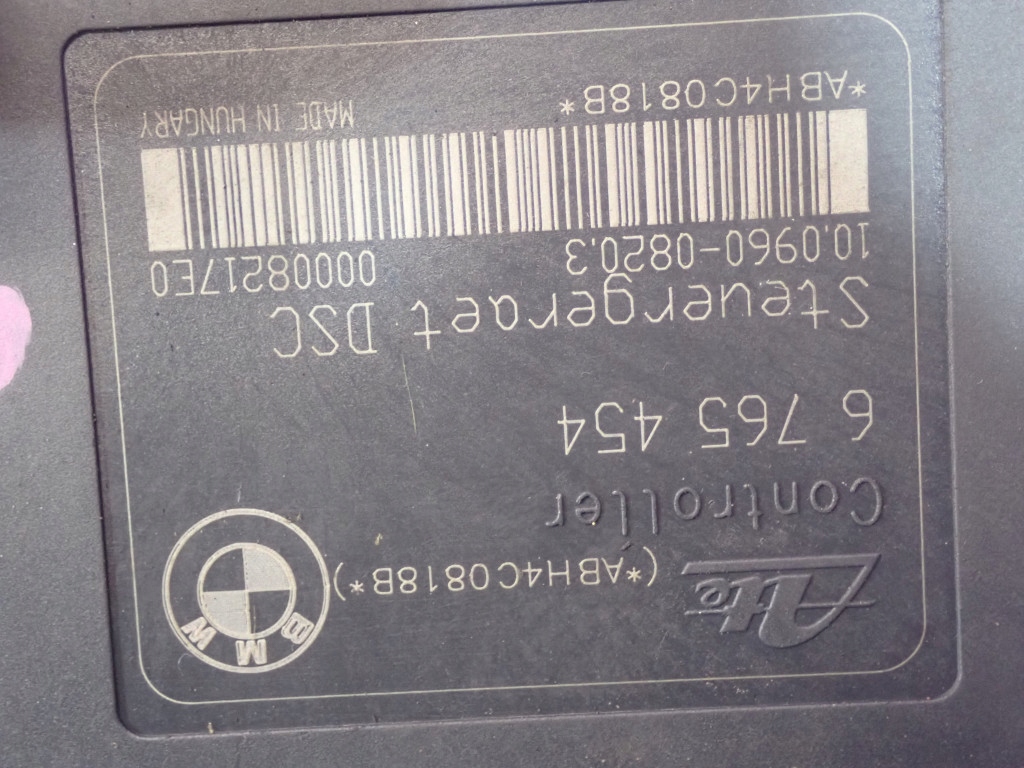 Ate (*ABH4C0818B*) BMW
Controller
6 765 454
Steuergeraet DSC
10.0960-0820.3 00008217E0
*ABH4C0818B* MADE IN HUNGARY